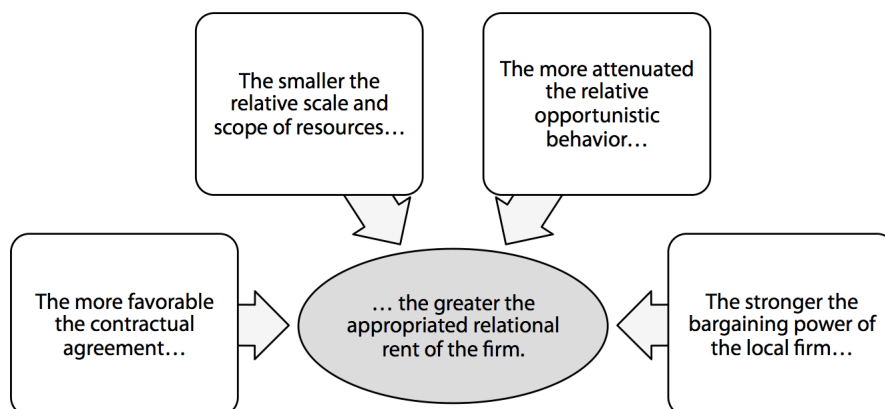 The smaller the
relative scale and
scope of resources…
The more attenuated
the relative
opportunistic
behavior…
The more favorable
the contractual
agreement…
… the greater the
appropriated relational
rent of the firm.
The stronger the
bargaining power of
the local firm…